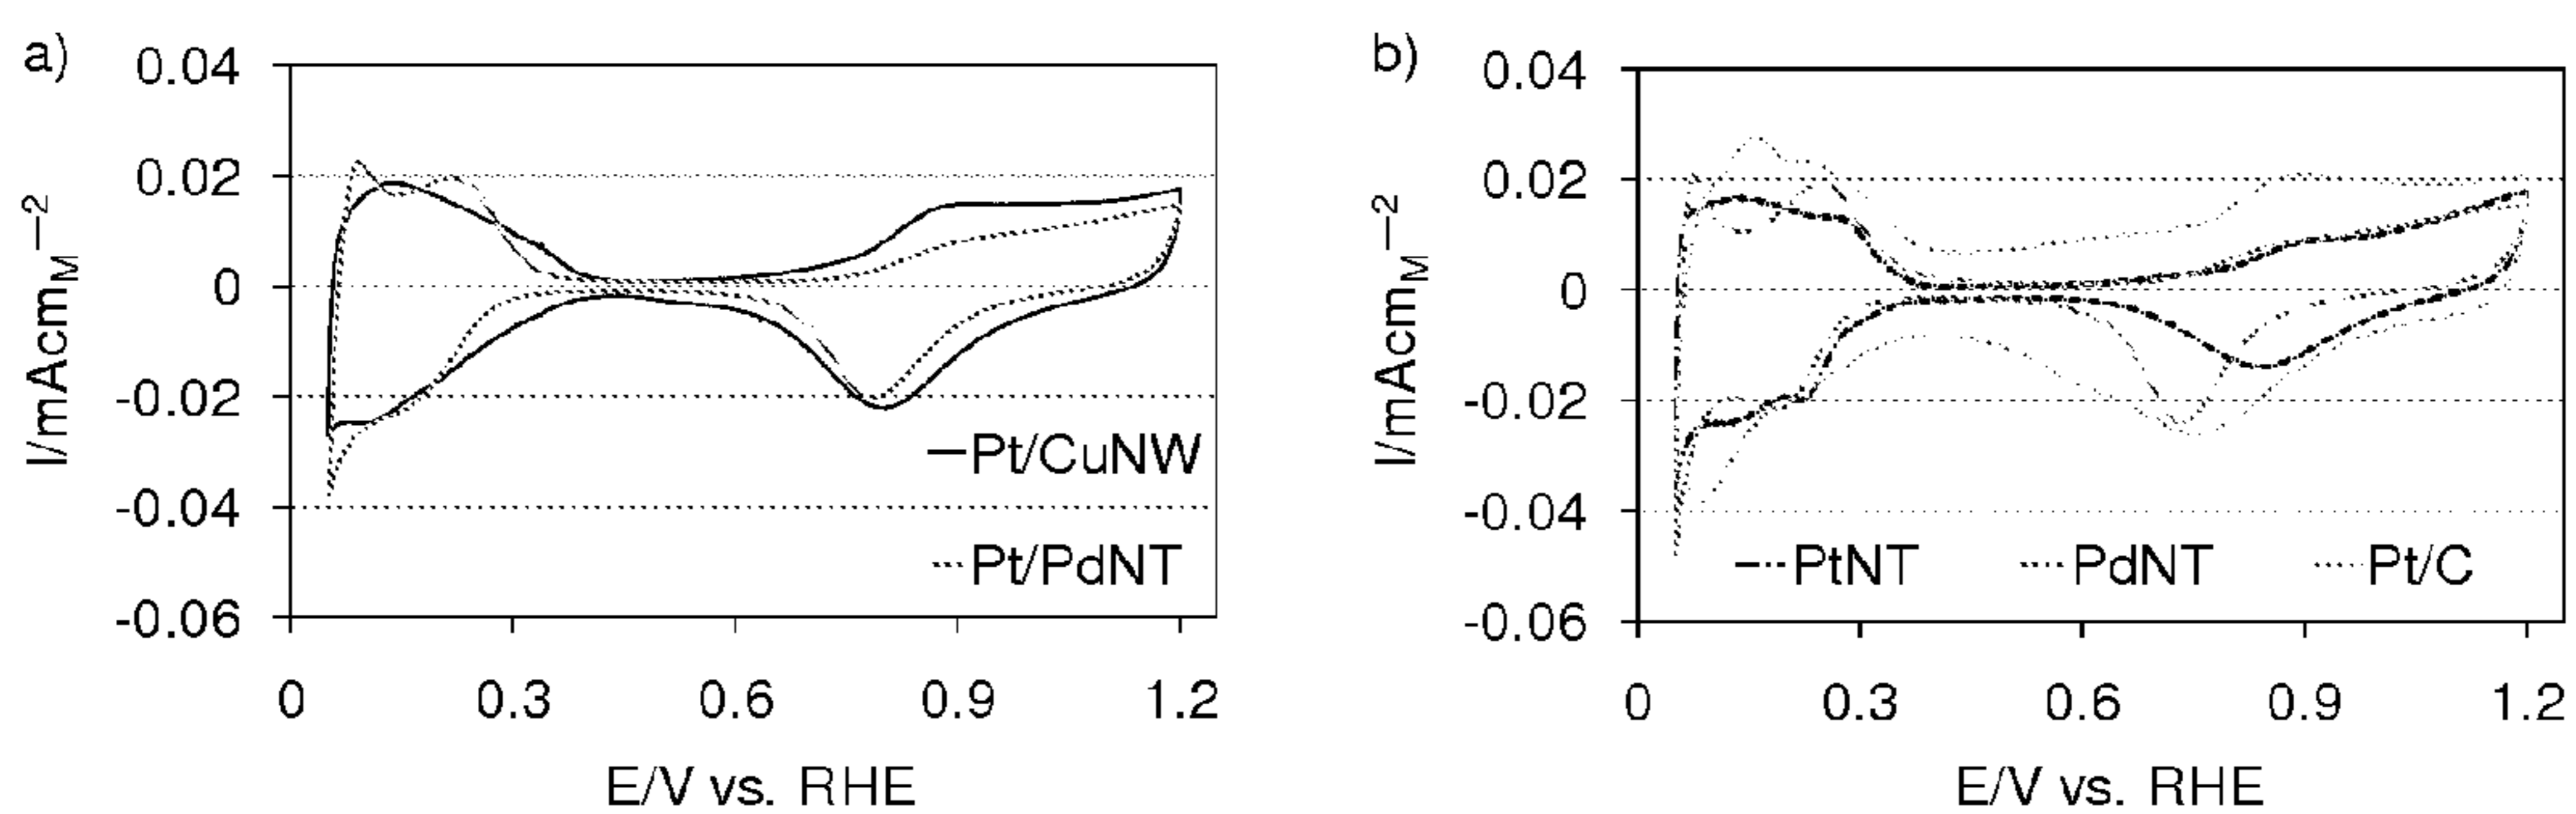 a)
0.04
0.02
0
-0.02
-0.04
-0.06
I/mAcm_M^−2
Pt/CuNW
Pt/PdNT
0 0.3 0.6 0.9 1.2
E/V vs. RHE
b)
0.04
0.02
0
-0.02
-0.04
-0.06
I/mAcm_M^−2
PtNT PdNT Pt/C
0 0.3 0.6 0.9 1.2
E/V vs. RHE